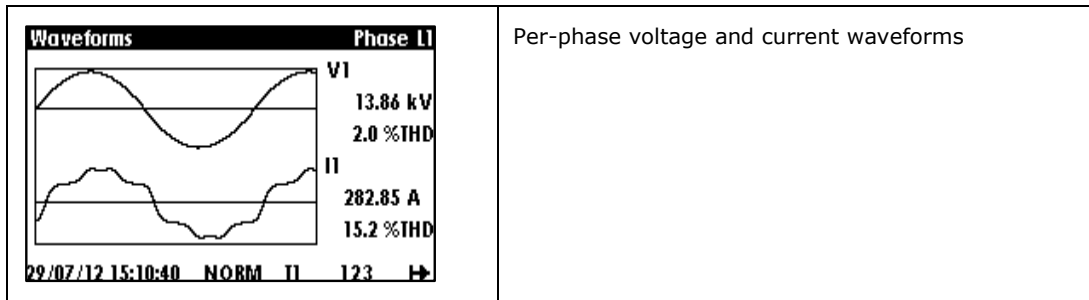 Waveforms Phase L1
V1
13.86 kV
2.0 %THD
I1
282.85 A
15.2 %THD
29/07/12 15:10:40 NORM I1 123
Per-phase voltage and current waveforms